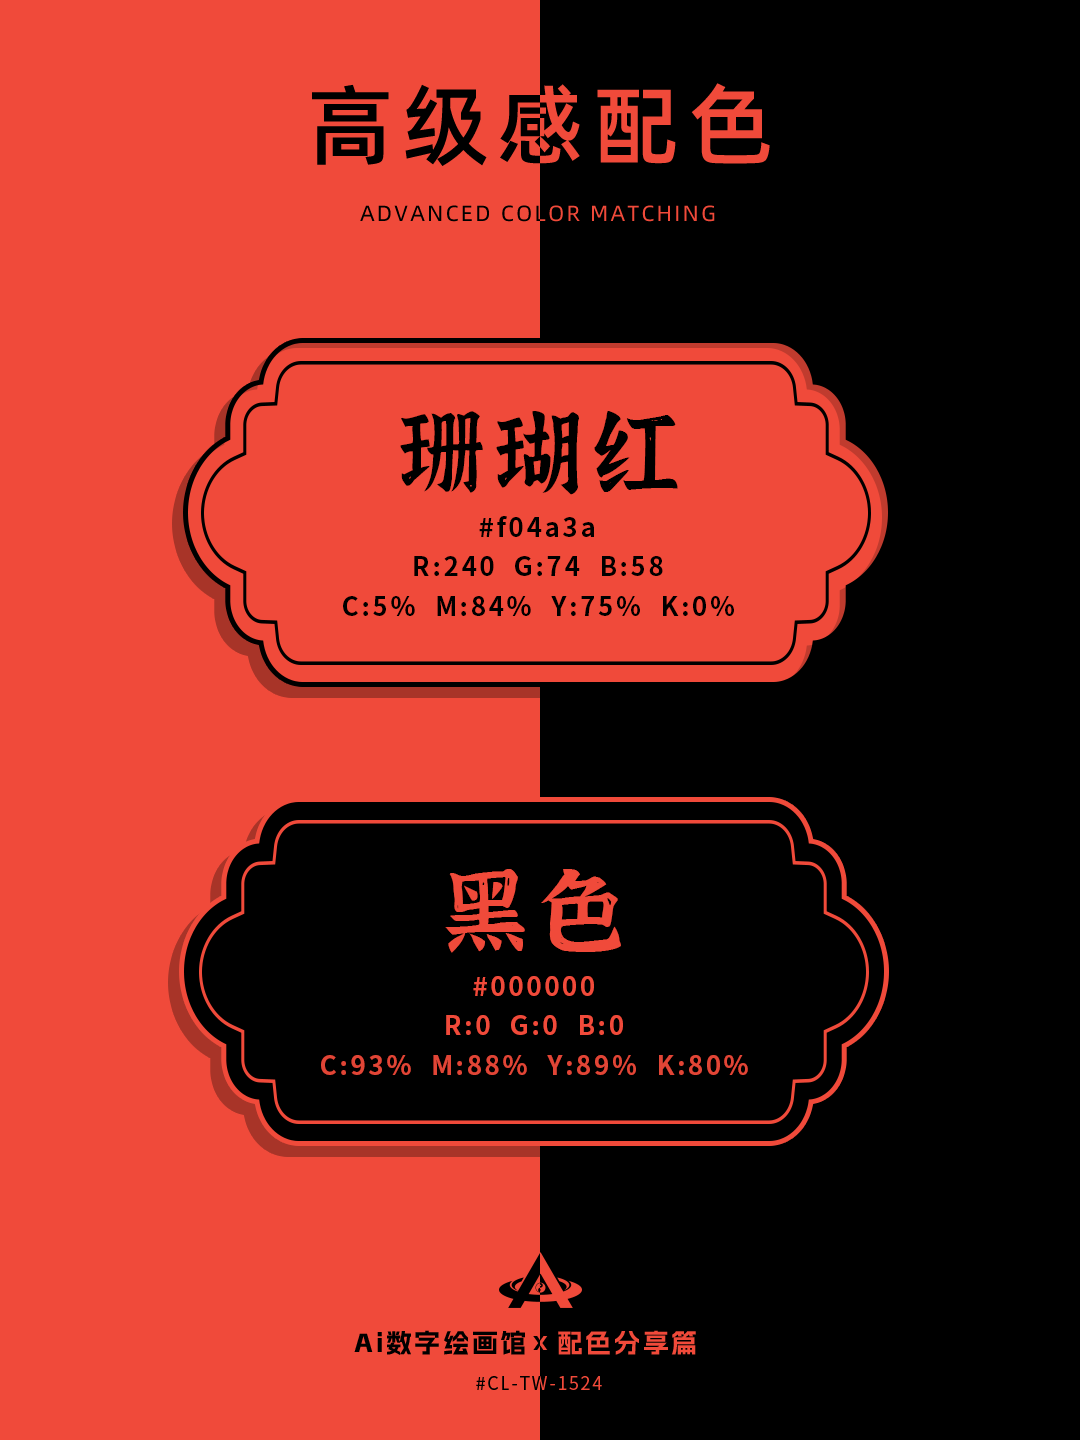 高级感配色
ADVANCED COLOR MATCHING
珊瑚红
#f04a3a
R:240 G:74 B:58
C:5% M:84% Y:75% K:0%
黑色
#000000
R:0 G:0 B:0
C:93% M:88% Y:89% K:80%
Ai数字绘画馆 x 配色分享篇
#CL-TW-1524